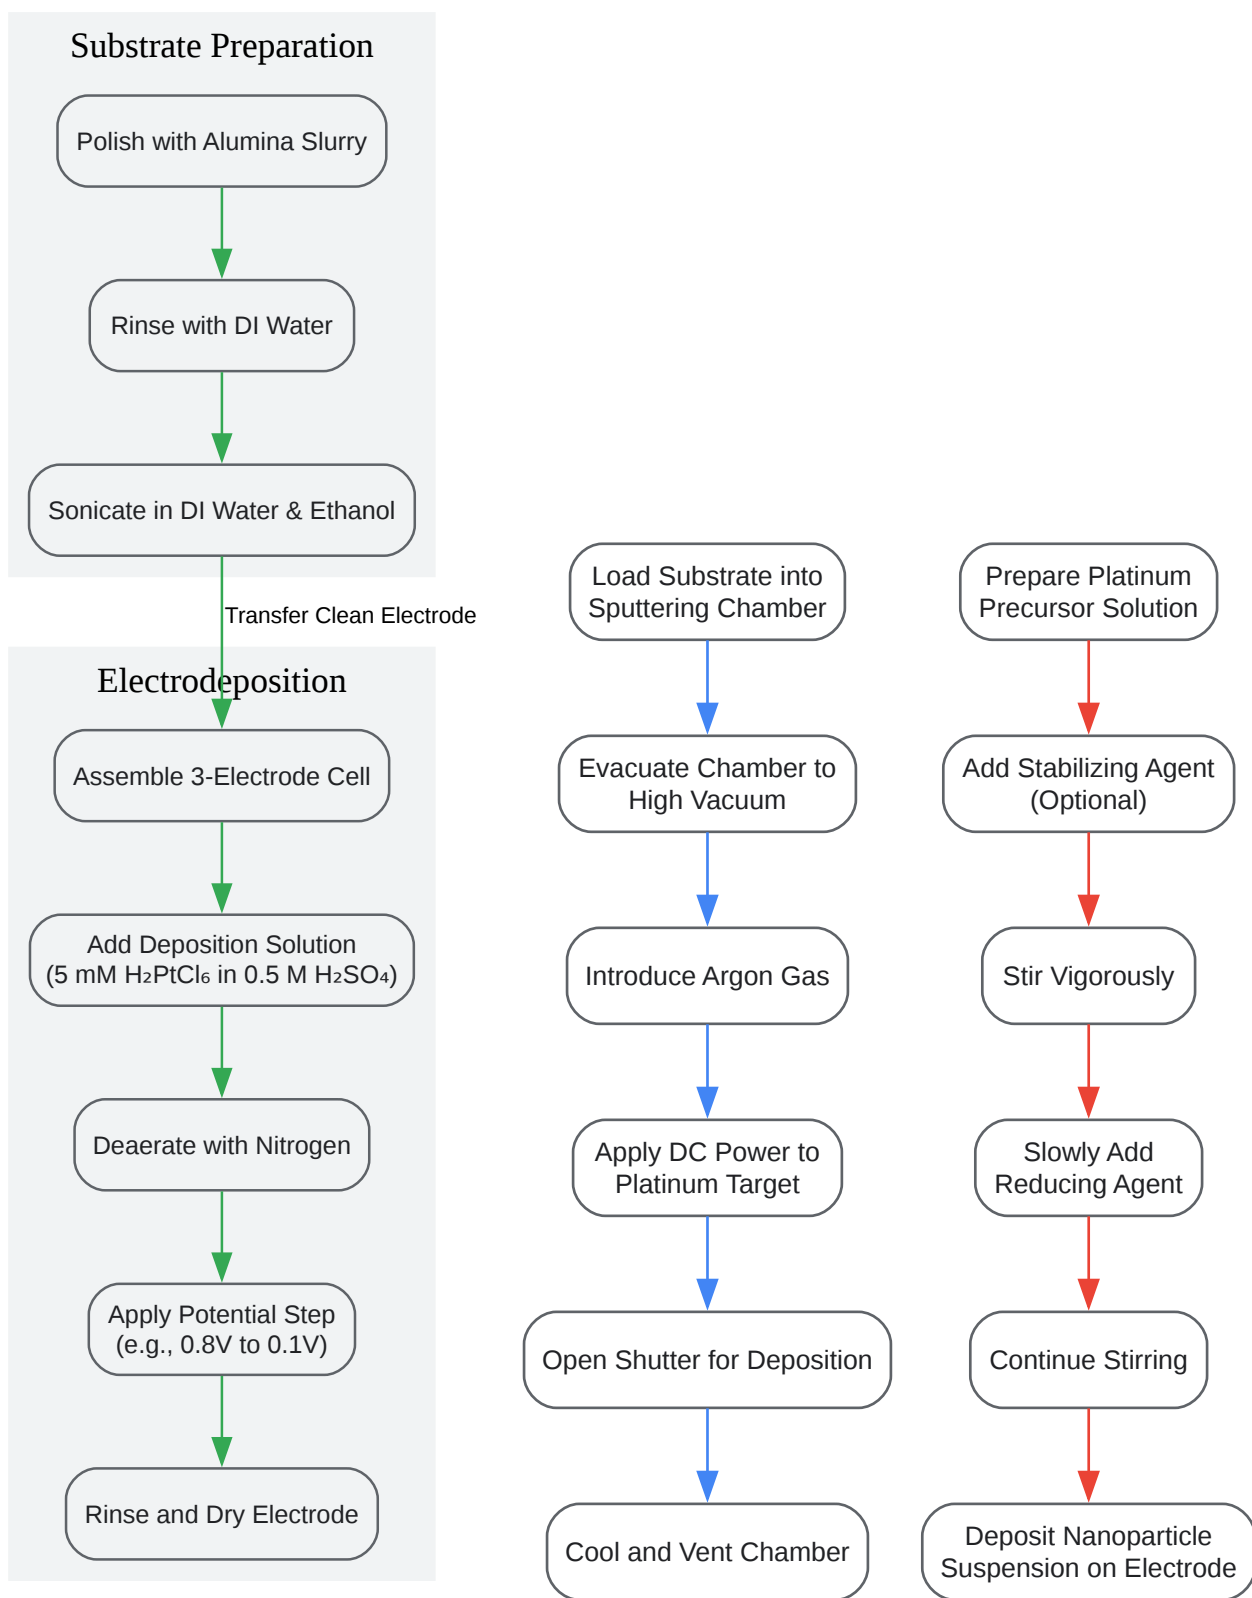 Substrate Preparation
Polish with Alumina Slurry
Rinse with DI Water
Sonicate in DI Water & Ethanol
Transfer Clean Electrode
Electrodeposition
Assemble 3-Electrode Cell
Add Deposition Solution
(5 mM H₂PtCl₆ in 0.5 M H₂SO₄)
Deaerate with Nitrogen
Apply Potential Step
(e.g., 0.8V to 0.1V)
Rinse and Dry Electrode
Load Substrate into
Sputtering Chamber
Evacuate Chamber to
High Vacuum
Introduce Argon Gas
Apply DC Power to
Platinum Target
Open Shutter for Deposition
Cool and Vent Chamber
Prepare Platinum
Precursor Solution
Add Stabilizing Agent
(Optional)
Stir Vigorously
Slowly Add
Reducing Agent
Continue Stirring
Deposit Nanoparticle
Suspension on Electrode